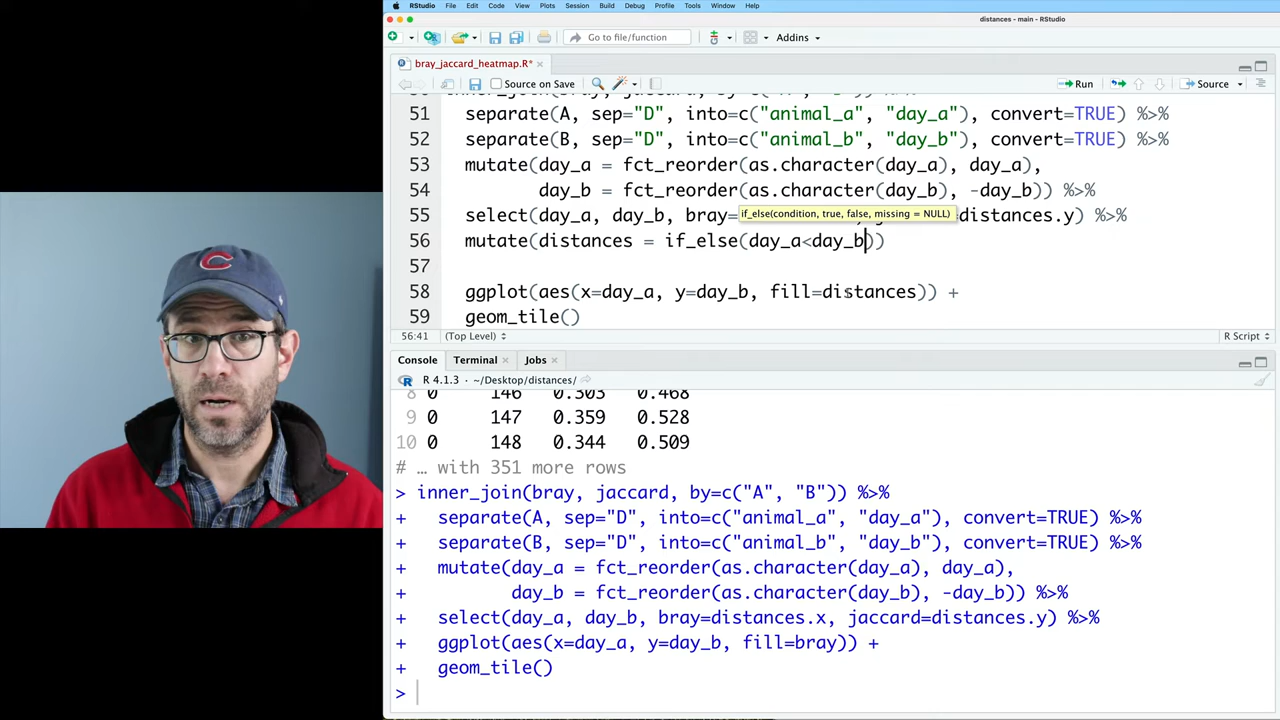 RStudio File Edit Code View Plots Session Build Debug Profile Tools Window Help
distances - main - RStudio
Go to file/function
Addins
bray_jaccard_heatmap.R*
Source on Save
Run
Source
51 separate(A, sep="D", into=c("animal_a", "day_a"), convert=TRUE) %>%
52 separate(B, sep="D", into=c("animal_b", "day_b"), convert=TRUE) %>%
53 mutate(day_a = fct_reorder(as.character(day_a), day_a),
54 day_b = fct_reorder(as.character(day_b), -day_b)) %>%
if_else(condition, true, false, missing = NULL)
55 select(day_a, day_b, bray= =distances.y) %>%
56 mutate(distances = if_else(day_a<day_b))
57
58 ggplot(aes(x=day_a, y=day_b, fill=distances)) +
59 geom_tile()
56:41 (Top Level) R Script
Console Terminal Jobs
R 4.1.3 · ~/Desktop/distances/
8 0 146 0.303 0.468
9 0 147 0.359 0.528
10 0 148 0.344 0.509
# … with 351 more rows
> inner_join(bray, jaccard, by=c("A", "B")) %>%
+ separate(A, sep="D", into=c("animal_a", "day_a"), convert=TRUE) %>%
+ separate(B, sep="D", into=c("animal_b", "day_b"), convert=TRUE) %>%
+ mutate(day_a = fct_reorder(as.character(day_a), day_a),
+ day_b = fct_reorder(as.character(day_b), -day_b)) %>%
+ select(day_a, day_b, bray=distances.x, jaccard=distances.y) %>%
+ ggplot(aes(x=day_a, y=day_b, fill=bray)) +
+ geom_tile()
>